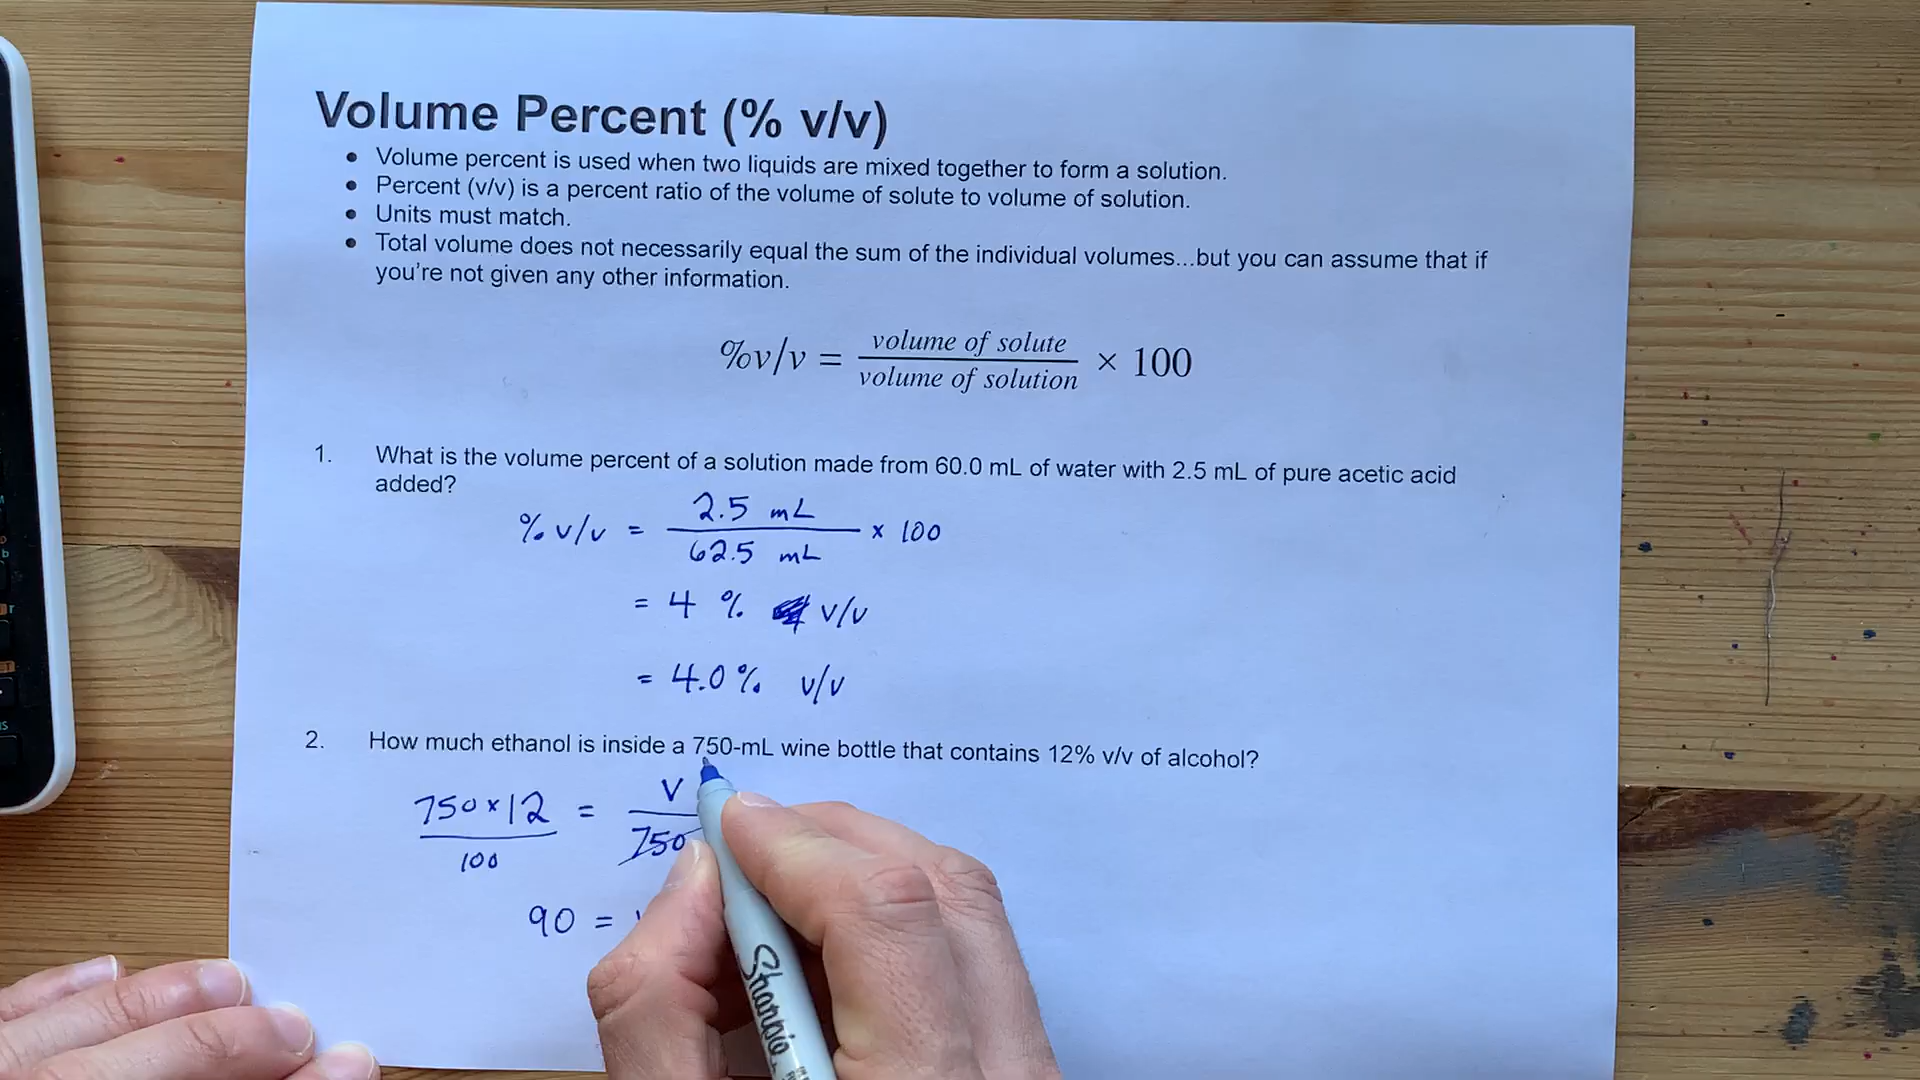 Volume Percent (% v/v)
• Volume percent is used when two liquids are mixed together to form a solution.
• Percent (v/v) is a percent ratio of the volume of solute to volume of solution.
• Units must match.
• Total volume does not necessarily equal the sum of the individual volumes...but you can assume that if
you're not given any other information.
%v/v = volume of solute / volume of solution × 100
1. What is the volume percent of a solution made from 60.0 mL of water with 2.5 mL of pure acetic acid
added?
% v/v = 2.5 mL / 62.5 mL × 100
= 4 % v/v
= 4.0 % v/v
2. How much ethanol is inside a 750-mL wine bottle that contains 12% v/v of alcohol?
750 × 12 / 100 = V / 750
90 =
Sharpie